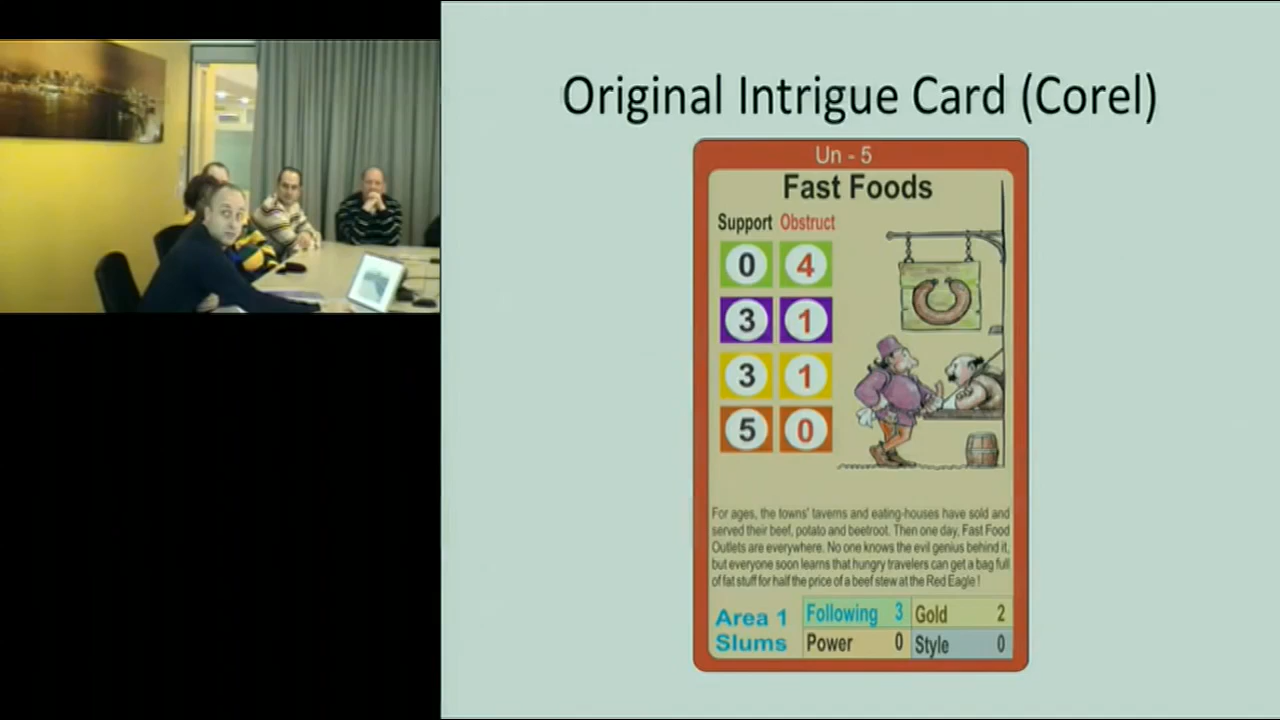 Original Intrigue Card (Corel)
Un - 5
Fast Foods
Support Obstruct
0 4
3 1
3 1
5 0
For ages, the towns' taverns and eating-houses have sold and
served their beef, potato and beetroot. Then one day, Fast Food
Outlets are everywhere. No one knows the evil genius behind it,
but everyone soon learns that hungry travelers can get a bag full
of fat stuff for half the price of a beef stew at the Red Eagle !
Area 1
Slums
Following 3 Gold 2
Power 0 Style 0